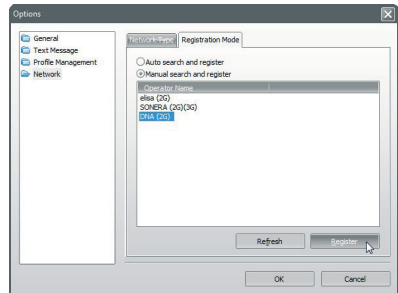 Options
General
Text Message
Profile Management
Network
Network Type Registration Mode
Auto search and register
Manual search and register
Operator Name
elisa (2G)
SONERA (2G)(3G)
DNA (2G)
Refresh Register
OK Cancel